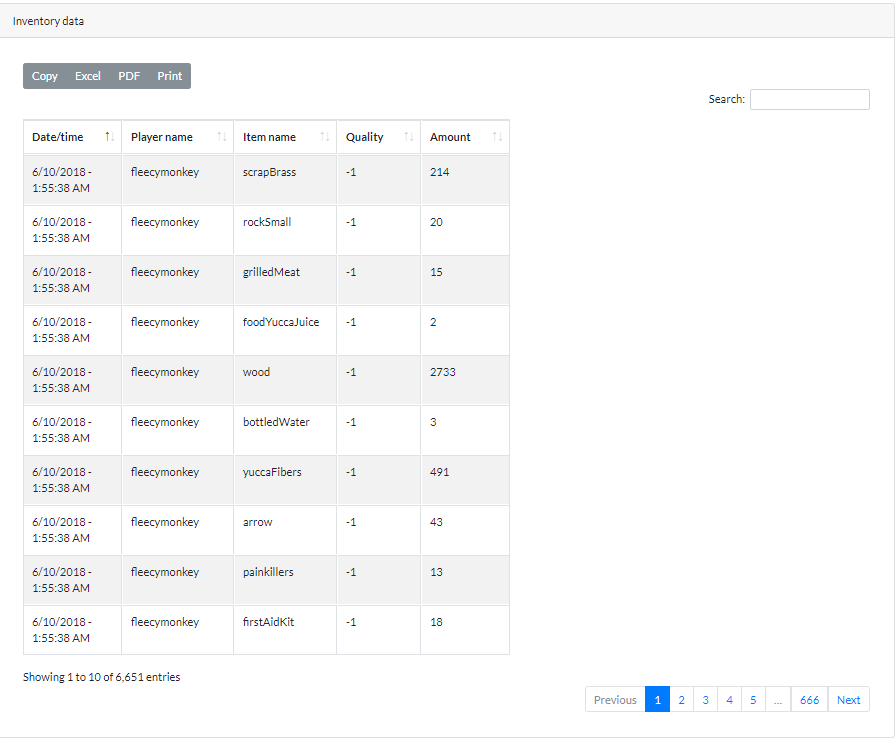 Inventory data
Copy Excel PDF Print
Search:
Date/time Player name Item name Quality Amount
6/10/2018 - fleecymonkey scrapBrass -1 214
1:55:38 AM
6/10/2018 - fleecymonkey rockSmall -1 20
1:55:38 AM
6/10/2018 - fleecymonkey grilledMeat -1 15
1:55:38 AM
6/10/2018 - fleecymonkey foodYuccaJuice -1 2
1:55:38 AM
6/10/2018 - fleecymonkey wood -1 2733
1:55:38 AM
6/10/2018 - fleecymonkey bottledWater -1 3
1:55:38 AM
6/10/2018 - fleecymonkey yuccaFibers -1 491
1:55:38 AM
6/10/2018 - fleecymonkey arrow -1 43
1:55:38 AM
6/10/2018 - fleecymonkey painkillers -1 13
1:55:38 AM
6/10/2018 - fleecymonkey firstAidKit -1 18
1:55:38 AM
Showing 1 to 10 of 6,651 entries
Previous 1 2 3 4 5 ... 666 Next